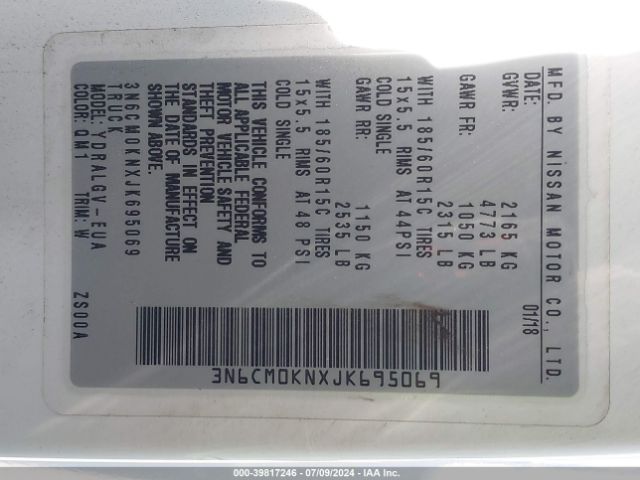 MFD. BY NISSAN MOTOR CO., LTD.
DATE: 01/18
GVWR: 2165 KG
4773 LB
GAWR FR: 1050 KG
2315 LB
WITH 185/60R15C TIRES
15x5.5 RIMS AT 44PSI
COLD SINGLE
GAWR RR: 1150 KG
2535 LB
WITH 185/60R15C TIRES
15x5.5 RIMS AT 48 PSI
COLD SINGLE
THIS VEHICLE CONFORMS TO
ALL APPLICABLE FEDERAL
MOTOR VEHICLE SAFETY AND
THEFT PREVENTION
STANDARDS IN EFFECT ON
THE DATE OF MANUFACTURE
SHOWN ABOVE.
3N6CM0KNXJK695069
TRUCK
MODEL: YDRALGV-EUDA
COLOR: QM1 TRIM: W
ZS00A
3N6CM0KNXJK695069
000-39817246 - 07/09/2024 - IAA Inc.